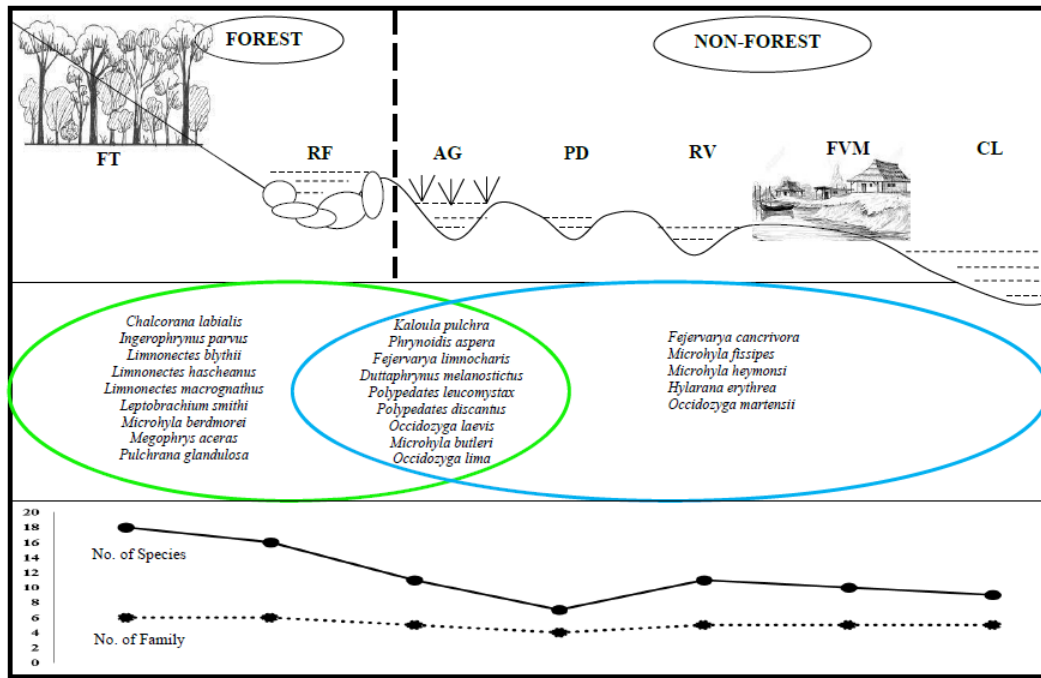 FOREST
NON-FOREST
FT
RF
AG
PD
RV
FVM
CL
Chalcorana labialis
Ingerophrynus parvus
Limnonectes blythii
Limnonectes hascheanus
Limnonectes macrognathus
Leptobrachium smithi
Microhyla berdmorei
Megophrys aceras
Pulchrana glandulosa
Kaloula pulchra
Phrynoidis aspera
Fejervarya limnocharis
Duttaphrynus melanostictus
Polypedates leucomystax
Polypedates discantus
Occidozyga laevis
Microhyla butleri
Occidozyga lima
Fejervarya cancrivora
Microhyla fissipes
Microhyla heymonsi
Hylarana erythrea
Occidozyga martensii
20
18
16
14
12
10
8
6
4
2
0
No. of Species
No. of Family